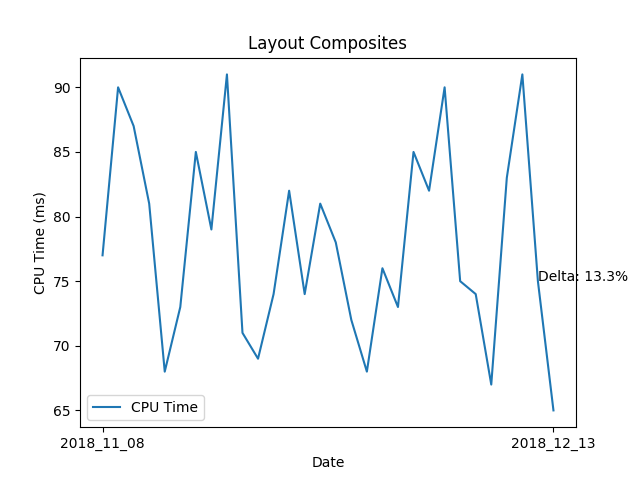 Layout Composites
90
85
80
75
70
65
CPU Time (ms)
Delta: 13.3%
CPU Time
2018_11_08
2018_12_13
Date